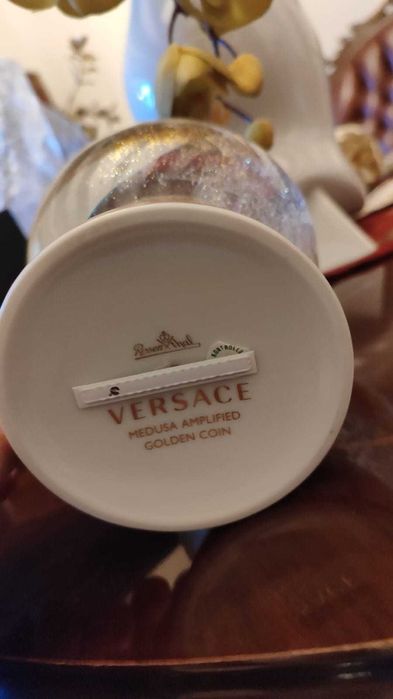 Rosenthal
KONTROLLE
VERSACE
MEDUSA AMPLIFIED
GOLDEN COIN